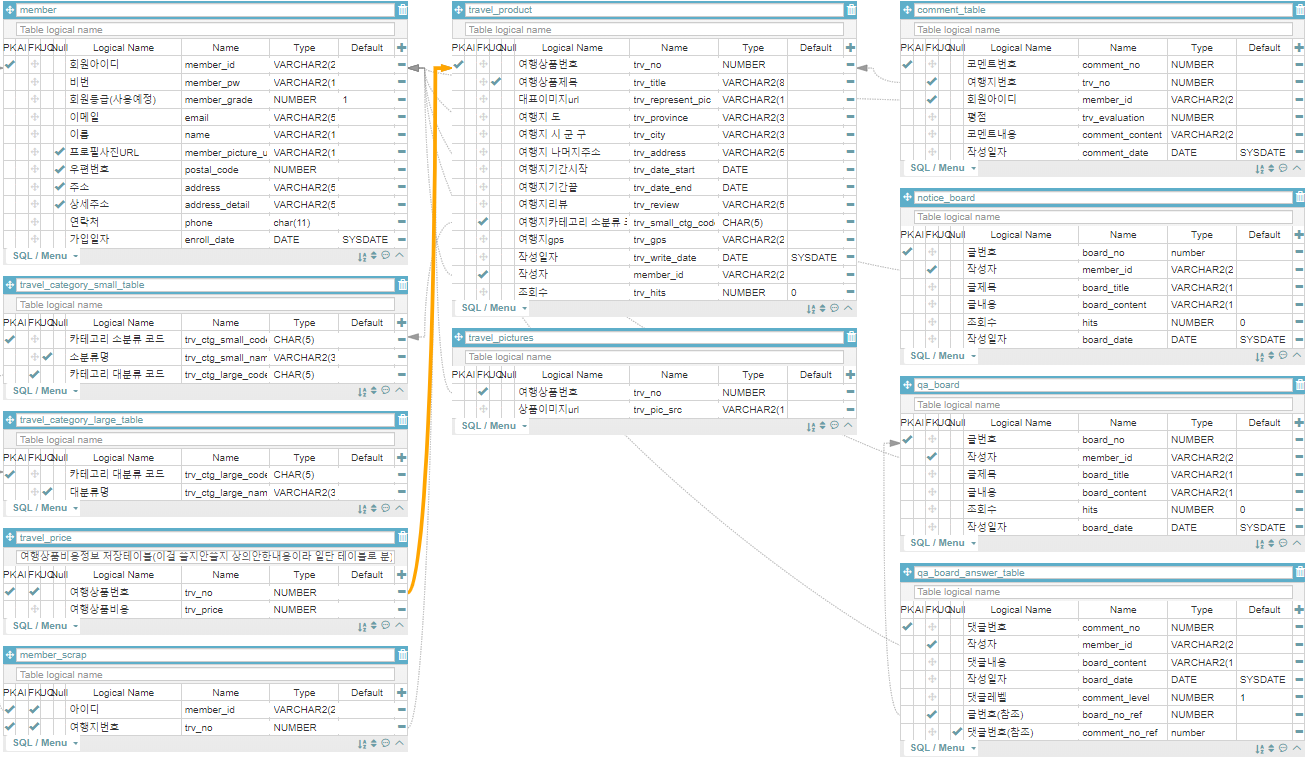 member
Table logical name
PK AI FK UQ Null Logical Name Name Type Default
회원아이디 member_id VARCHAR2(2
비번 member_pw VARCHAR2(1
회원등급(사용예정) member_grade NUMBER 1
이메일 email VARCHAR2(5
이름 name VARCHAR2(1
프로필사진URL member_picture_u VARCHAR2(1
우편번호 postal_code NUMBER
주소 address VARCHAR2(5
상세주소 address_detail VARCHAR2(5
연락처 phone char(11)
가입일자 enroll_date DATE SYSDATE
SQL / Menu
travel_category_small_table
Table logical name
PK AI FK UQ Null Logical Name Name Type Default
카테고리 소분류 코드 trv_ctg_small_code CHAR(5)
소분류명 trv_ctg_small_nam VARCHAR2(3
카테고리 대분류 코드 trv_ctg_large_code CHAR(5)
SQL / Menu
travel_category_large_table
Table logical name
PK AI FK UQ Null Logical Name Name Type Default
카테고리 대분류 코드 trv_ctg_large_code CHAR(5)
대분류명 trv_ctg_large_nam VARCHAR2(3
SQL / Menu
travel_price
여행상품비용정보 저장테이블(이걸 쓸지안쓸지 상의안한내용이라 일단 테이블로 분)
PK AI FK UQ Null Logical Name Name Type Default
여행상품번호 trv_no NUMBER
여행상품비용 trv_price NUMBER
SQL / Menu
member_scrap
Table logical name
PK AI FK UQ Null Logical Name Name Type Default
아이디 member_id VARCHAR2(2
여행지번호 trv_no NUMBER
SQL / Menu
travel_product
Table logical name
PK AI FK UQ Null Logical Name Name Type Default
여행상품번호 trv_no NUMBER
여행상품제목 trv_title VARCHAR2(8
대표이미지url trv_represent_pic VARCHAR2(1
여행지 도 trv_province VARCHAR2(3
여행지 시 군 구 trv_city VARCHAR2(3
여행지 나머지주소 trv_address VARCHAR2(5
여행지기간시작 trv_date_start DATE
여행지기간끝 trv_date_end DATE
여행지리뷰 trv_review VARCHAR2(5
여행지카테고리 소분류 trv_small_ctg_code CHAR(5)
여행지gps trv_gps VARCHAR2(2
작성일자 trv_write_date DATE SYSDATE
작성자 member_id VARCHAR2(2
조회수 trv_hits NUMBER 0
SQL / Menu
travel_pictures
Table logical name
PK AI FK UQ Null Logical Name Name Type Default
여행상품번호 trv_no NUMBER
상품이미지url trv_pic_src VARCHAR2(1
SQL / Menu
comment_table
Table logical name
PK AI FK UQ Null Logical Name Name Type Default
코멘트번호 comment_no NUMBER
여행지번호 trv_no NUMBER
회원아이디 member_id VARCHAR2(2
평점 trv_evaluation NUMBER
코멘트내용 comment_content VARCHAR2(2
작성일자 comment_date DATE SYSDATE
SQL / Menu
notice_board
Table logical name
PK AI FK UQ Null Logical Name Name Type Default
글번호 board_no number
작성자 member_id VARCHAR2(2
글제목 board_title VARCHAR2(1
글내용 board_content VARCHAR2(1
조회수 hits NUMBER 0
작성일자 board_date DATE SYSDATE
SQL / Menu
qa_board
Table logical name
PK AI FK UQ Null Logical Name Name Type Default
글번호 board_no NUMBER
작성자 member_id VARCHAR2(2
글제목 board_title VARCHAR2(1
글내용 board_content VARCHAR2(1
조회수 hits NUMBER 0
작성일자 board_date DATE SYSDATE
SQL / Menu
qa_board_answer_table
Table logical name
PK AI FK UQ Null Logical Name Name Type Default
댓글번호 comment_no NUMBER
작성자 member_id VARCHAR2(2
댓글내용 board_content VARCHAR2(1
작성일자 board_date DATE SYSDATE
댓글레벨 comment_level NUMBER 1
글번호(참조) board_no_ref NUMBER
댓글번호(참조) comment_no_ref number
SQL / Menu